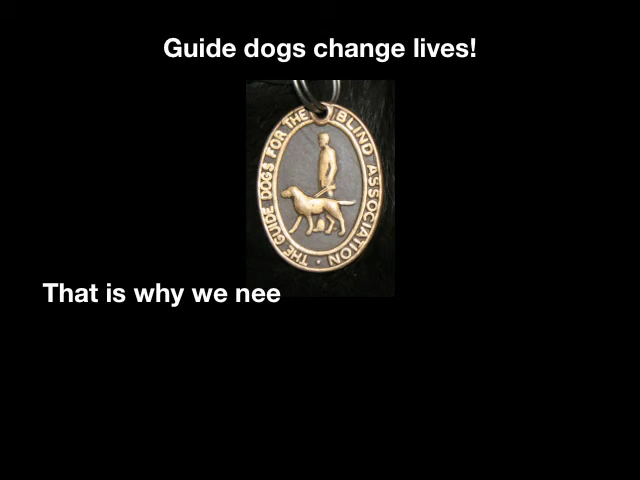 Guide dogs change lives!
THE GUIDE DOGS FOR THE BLIND ASSOCIATION ·
That is why we nee